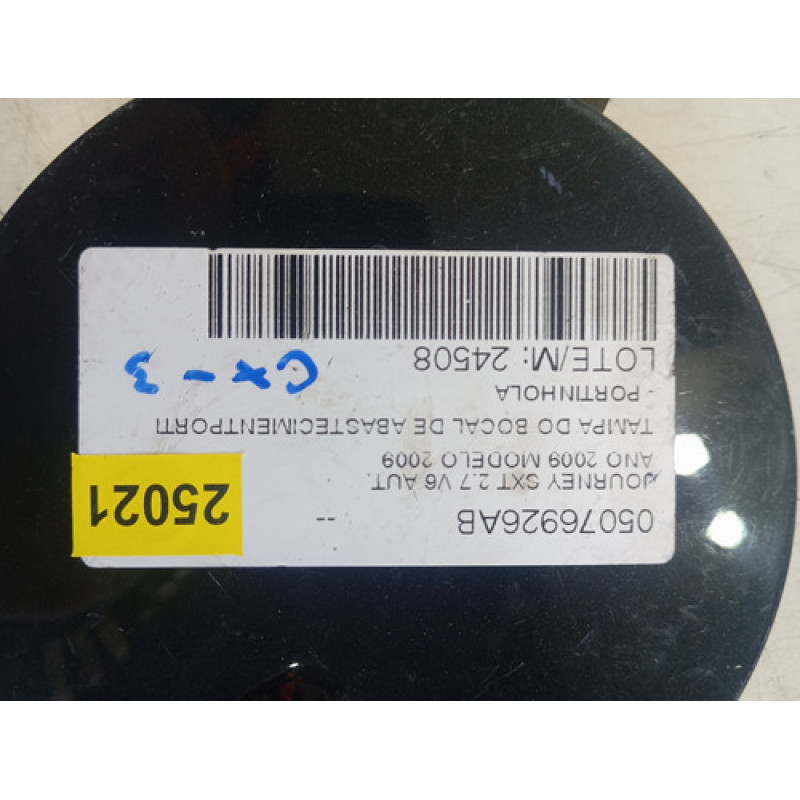 05076926AB --
25021
JOURNEY SXT 2.7 V6 AUT.
ANO 2009 MODELO 2009
TAMPA DO BOCAL DE ABASTECIMENTPORTI
- PORTINHOLA
LOTE/M: 24508
CX-3